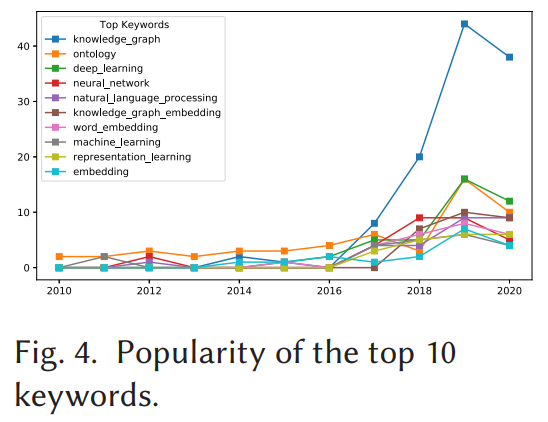 Top Keywords
knowledge_graph
ontology
deep_learning
neural_network
natural_language_processing
knowledge_graph_embedding
word_embedding
machine_learning
representation_learning
embedding
40
30
20
10
0
2010 2012 2014 2016 2018 2020
Fig. 4. Popularity of the top 10
keywords.